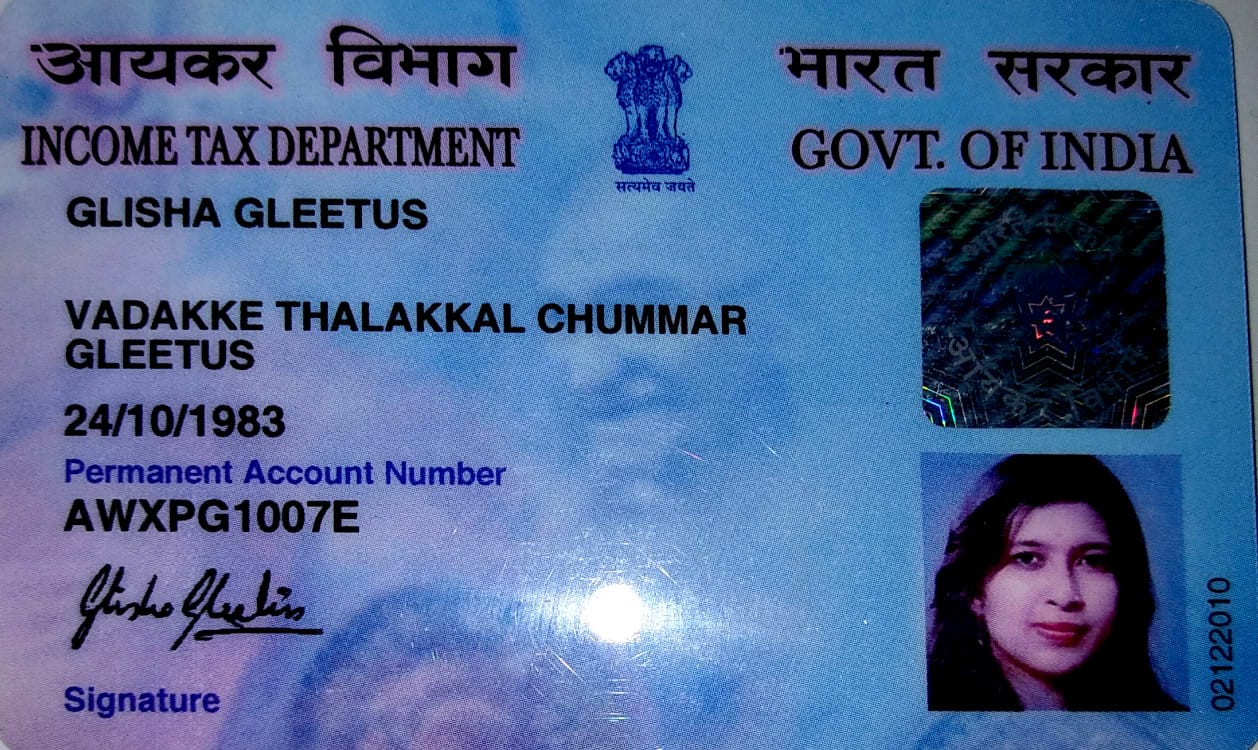 आयकर विभाग
भारत सरकार
INCOME TAX DEPARTMENT
GOVT. OF INDIA
सत्यमेव जयते
GLISHA GLEETUS
VADAKKE THALAKKAL CHUMMAR
GLEETUS
24/10/1983
Permanent Account Number
AWXPG1007E
Glisha Gleetus
Signature
02122010